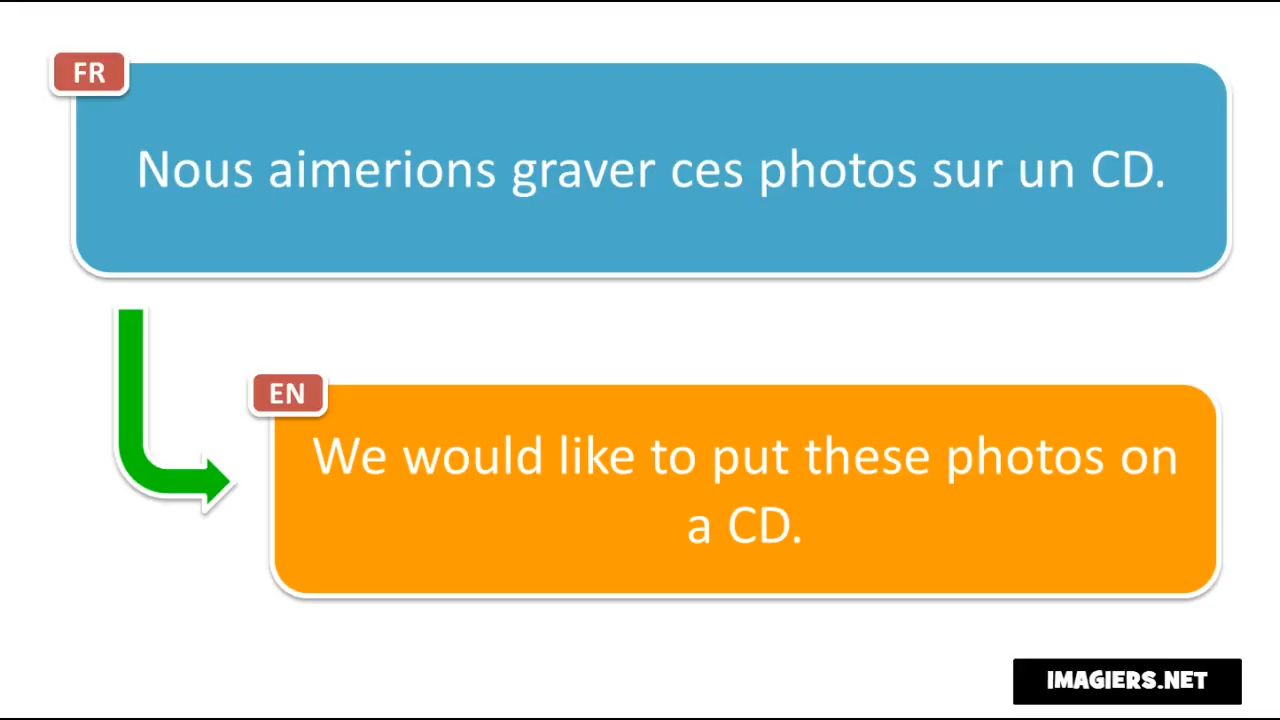 FR
Nous aimerions graver ces photos sur un CD.
EN
We would like to put these photos on
a CD.
IMAGIERS.NET